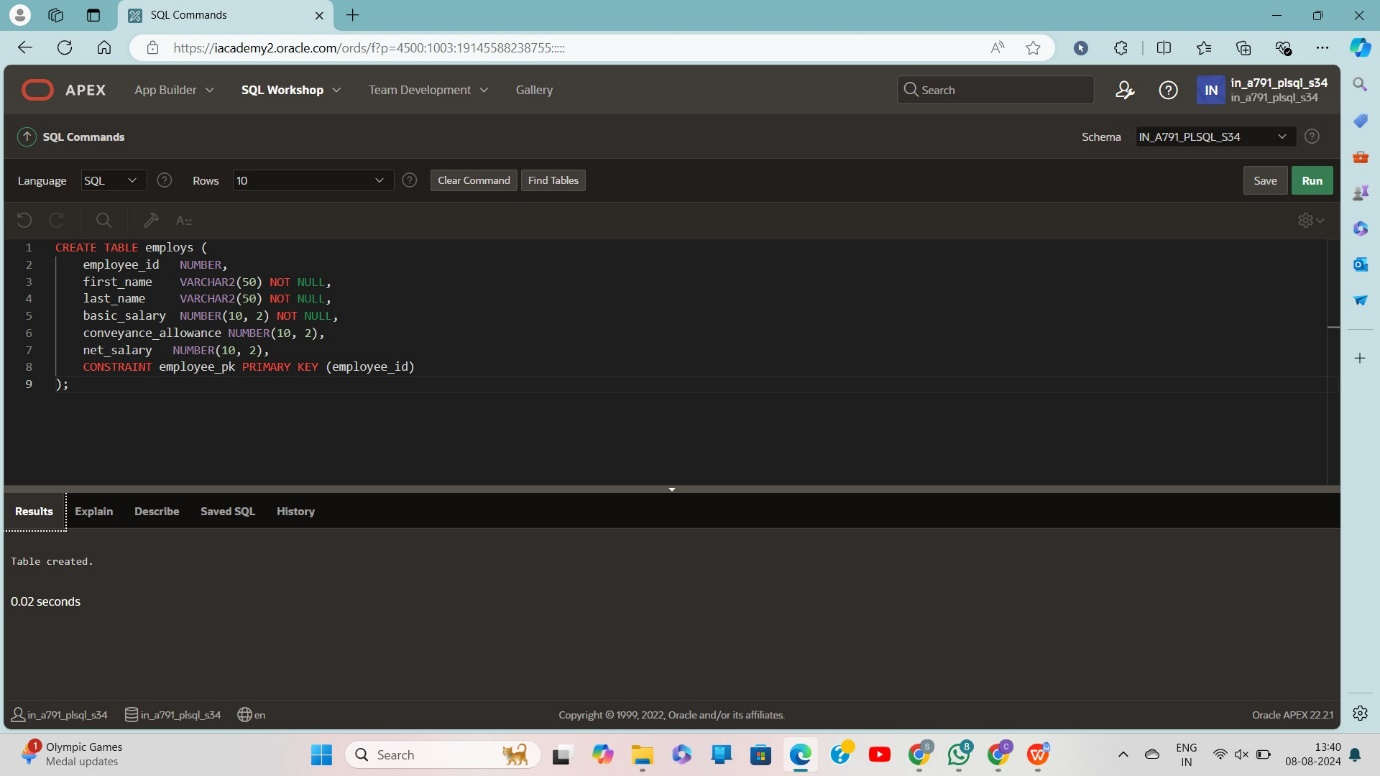 SQL Commands
https://iacademy2.oracle.com/ords/f?p=4500:1003:19145588238755:::::
APEX App Builder SQL Workshop Team Development Gallery Search IN in_a791_plsql_s34
in_a791_plsql_s34
SQL Commands Schema IN_A791_PLSQL_S34
Language SQL Rows 10 Clear Command Find Tables Save Run
1 CREATE TABLE employs (
2 employee_id NUMBER,
3 first_name VARCHAR2(50) NOT NULL,
4 last_name VARCHAR2(50) NOT NULL,
5 basic_salary NUMBER(10, 2) NOT NULL,
6 conveyance_allowance NUMBER(10, 2),
7 net_salary NUMBER(10, 2),
8 CONSTRAINT employee_pk PRIMARY KEY (employee_id)
9 );
Results Explain Describe Saved SQL History
Table created.
0.02 seconds
in_a791_plsql_s34 in_a791_plsql_s34 en Copyright © 1999, 2022, Oracle and/or its affiliates. Oracle APEX 22.2.1
1 Olympic Games
Medal updates
Search
S 8 C
ENG
IN
13:40
08-08-2024